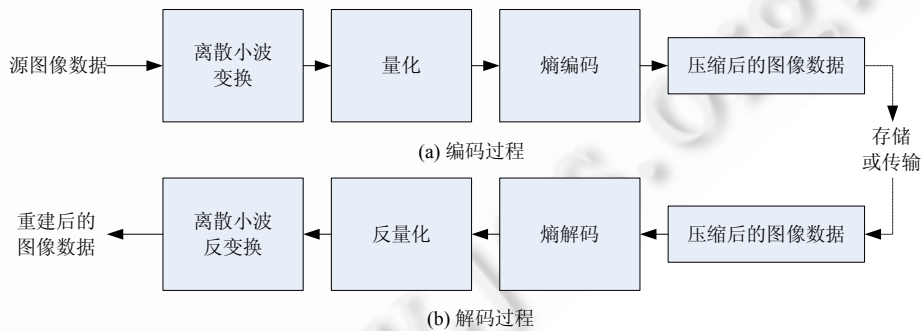 源图像数据
离散小波
变换
量化
熵编码
压缩后的图像数据
(a) 编码过程
存储
或传输
重建后的
图像数据
离散小波
反变换
反量化
熵解码
压缩后的图像数据
(b) 解码过程